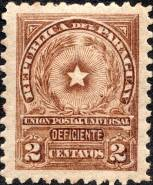 REPUBLICA DEL PARAGUAY
UNION POSTAL UNIVERSAL
DEFICIENTE
2 CENTAVOS 2